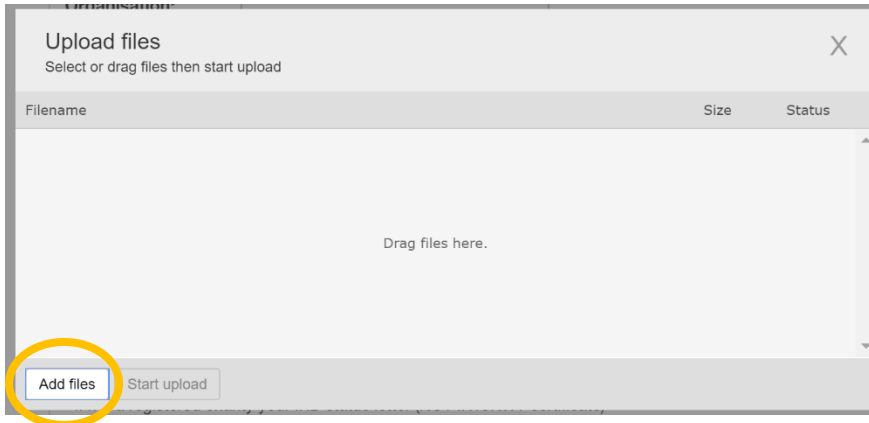 Organisation:
Upload files
X
Select or drag files then start upload
Filename Size Status
Drag files here.
Add files Start upload